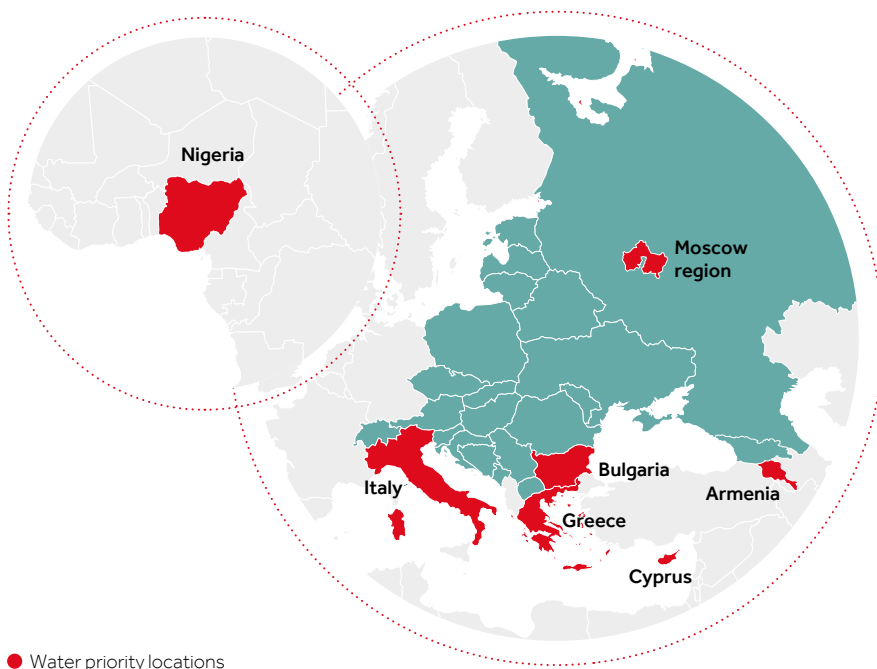 Nigeria
Moscow
region
Bulgaria
Italy
Armenia
Greece
Cyprus
Water priority locations